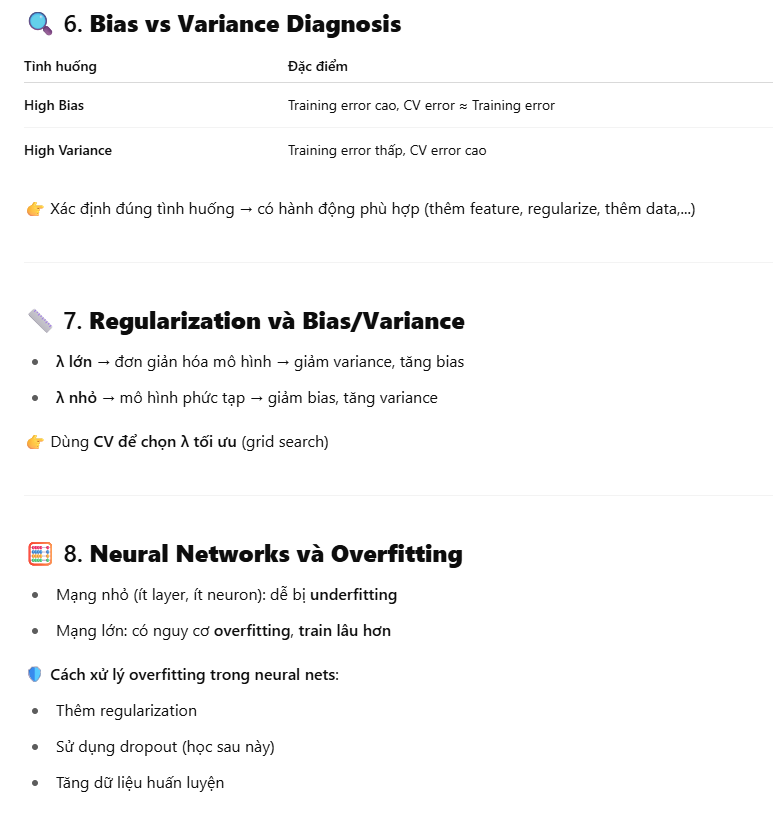 🔍 6. Bias vs Variance Diagnosis
Tình huống Đặc điểm
High Bias Training error cao, CV error ≈ Training error
High Variance Training error thấp, CV error cao
👉 Xác định đúng tình huống → có hành động phù hợp (thêm feature, regularize, thêm data,...)
📏 7. Regularization và Bias/Variance
• λ lớn → đơn giản hóa mô hình → giảm variance, tăng bias
• λ nhỏ → mô hình phức tạp → giảm bias, tăng variance
👉 Dùng CV để chọn λ tối ưu (grid search)
🧮 8. Neural Networks và Overfitting
• Mạng nhỏ (ít layer, ít neuron): dễ bị underfitting
• Mạng lớn: có nguy cơ overfitting, train lâu hơn
🛡️ Cách xử lý overfitting trong neural nets:
• Thêm regularization
• Sử dụng dropout (học sau này)
• Tăng dữ liệu huấn luyện